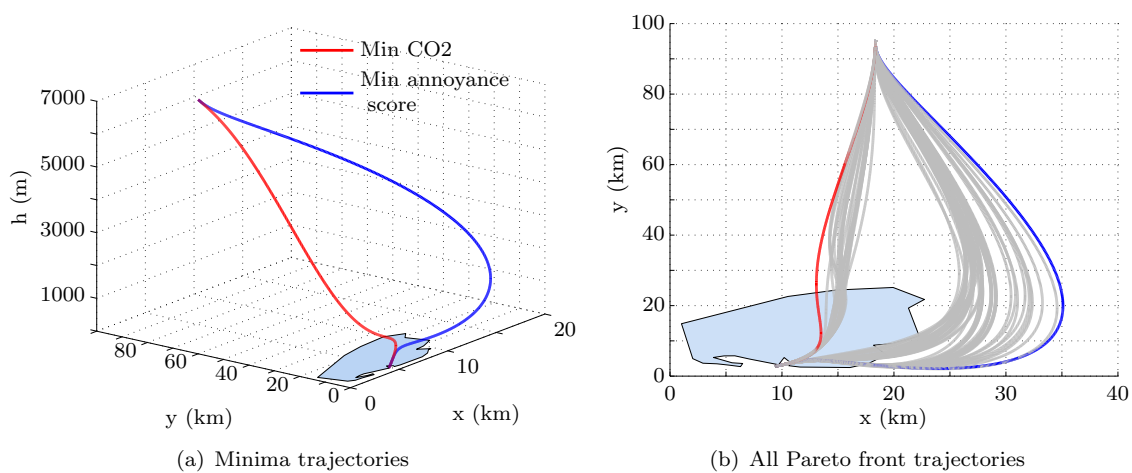 Min CO2
Min annoyance
score
7000
5000
3000
1000
h (m)
80
60
40
20
0
y (km)
0
10
20
x (km)
(a) Minima trajectories
100
80
60
40
20
0
y (km)
0
10
20
30
40
x (km)
(b) All Pareto front trajectories